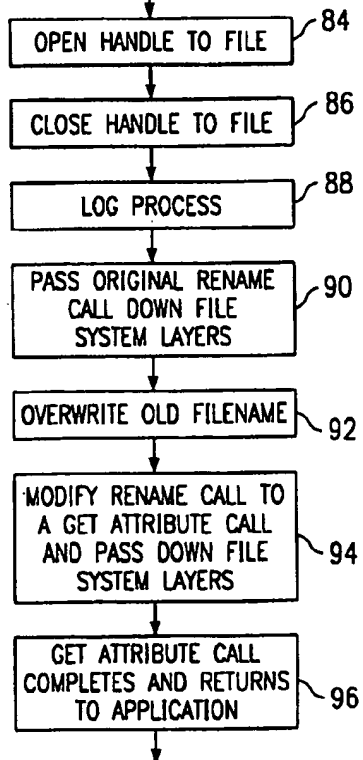 OPEN HANDLE TO FILE
84
CLOSE HANDLE TO FILE
86
LOG PROCESS
88
PASS ORIGINAL RENAME
CALL DOWN FILE
SYSTEM LAYERS
90
OVERWRITE OLD FILENAME
92
MODIFY RENAME CALL TO
A GET ATTRIBUTE CALL
AND PASS DOWN FILE
SYSTEM LAYERS
94
GET ATTRIBUTE CALL
COMPLETES AND RETURNS
TO APPLICATION
96